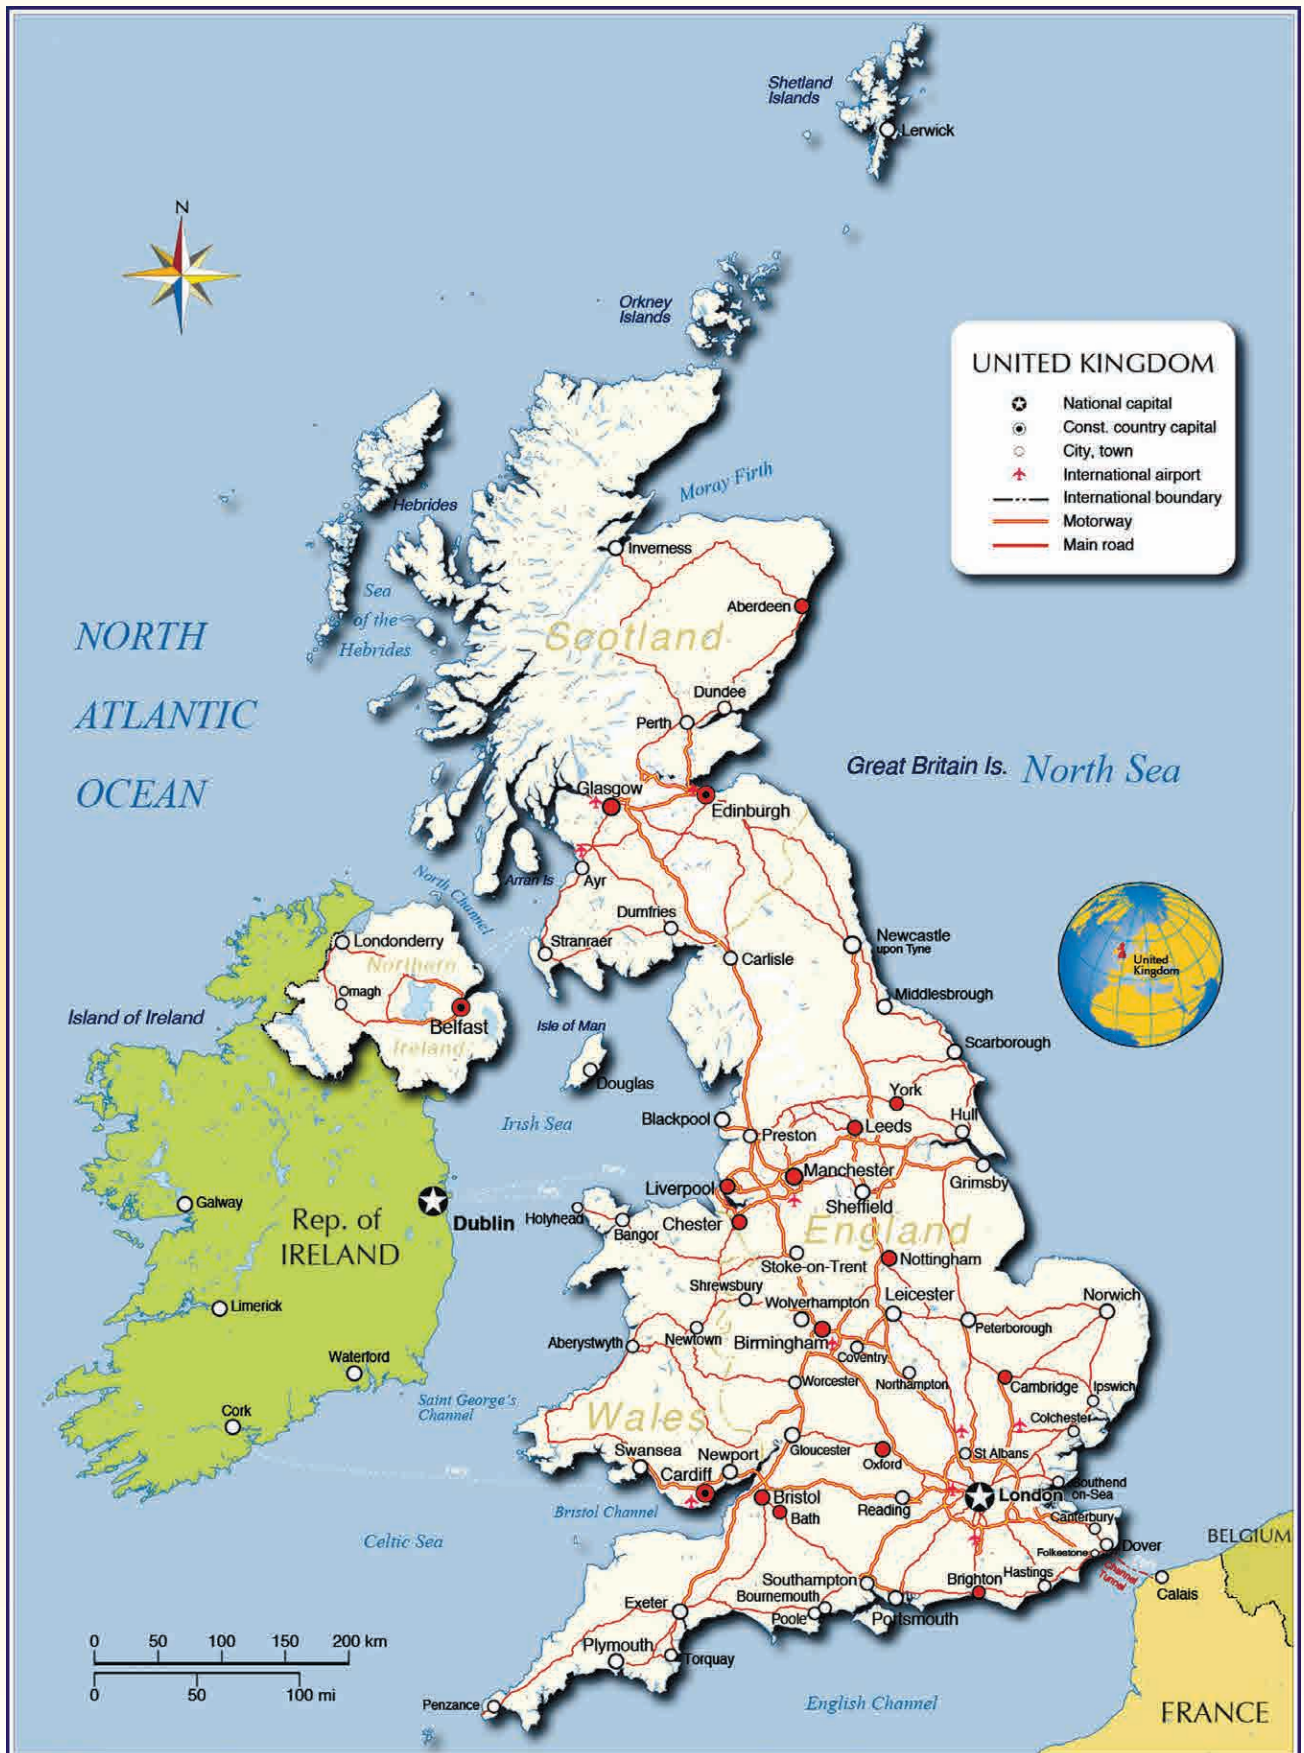 Shetland
Islands
Lerwick
N
Orkney
Islands
UNITED KINGDOM
National capital
Const. country capital
City, town
International airport
International boundary
Motorway
Main road
Moray Firth
Hebrides
Inverness
Sea
of the
Hebrides
Aberdeen
NORTH
ATLANTIC
OCEAN
Scotland
Dundee
Perth
Great Britain Is.
North Sea
Glasgow
Edinburgh
North Channel
Arran Is
Ayr
Dumfries
Stranraer
Carlisle
Newcastle
upon Tyne
Londonderry
Northern
Omagh
Belfast
Ireland
United
Kingdom
Middlesbrough
Island of Ireland
Isle of Man
Douglas
Scarborough
Irish Sea
York
Blackpool
Preston
Leeds
Hull
Manchester
Liverpool
Sheffield
Grimsby
Galway
Rep. of
IRELAND
Dublin
Holyhead
Bangor
Chester
England
Stoke-on-Trent
Nottingham
Limerick
Shrewsbury
Wolverhampton
Leicester
Norwich
Peterborough
Aberystwyth
Newtown
Birmingham
Coventry
Waterford
Worcester
Northampton
Cambridge
Ipswich
Saint George's
Channel
Cork
Wales
Colchester
Swansea
Newport
Gloucester
Oxford
St Albans
Cardiff
Bristol
Bath
Reading
London
Southend
on-Sea
Bristol Channel
Canterbury
Celtic Sea
Folkestone
Dover
BELGIUM
Channel
Tunnel
Calais
Southampton
Bournemouth
Poole
Portsmouth
Brighton
Hastings
Exeter
Plymouth
Torquay
Penzance
English Channel
FRANCE
0 50 100 150 200 km
0 50 100 mi